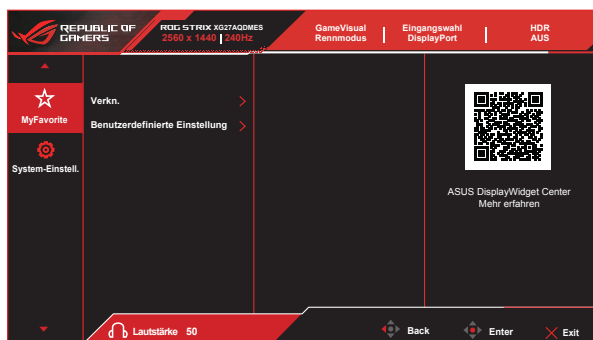 REPUBLIC OF
GAMERS
ROG STRIX XG27AQDMES
2560 x 1440 240Hz
GameVisual
Rennmodus
Eingangswahl
DisplayPort
HDR
AUS
MyFavorite
System-Einstell.
Verkn.
Benutzerdefinierte Einstellung
ASUS DisplayWidget Center
Mehr erfahren
Lautstärke 50
Back
Enter
Exit